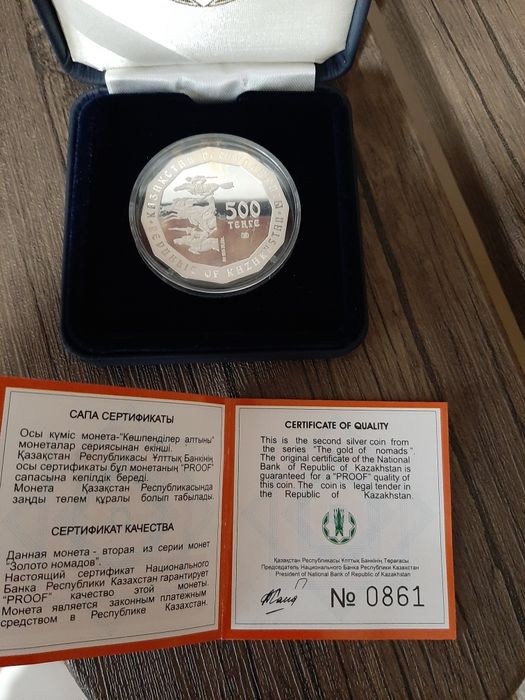 ҚАЗАҚСТАН
500
ТЕҢГЕ
REPUBLIC OF KAZAKHSTAN
САПА СЕРТИФИКАТЫ
Осы күміс монета-"Көшпенділер алтыны"
монеталар сериясынан екінші.
Қазақстан Республикасы Ұлттық Банкінің
осы сертификаты бұл монетаның "PROOF"
сапасына кепілдік береді.
Монета Қазақстан Республикасында
заңды төлем құралы болып табылады.
СЕРТИФИКАТ КАЧЕСТВА
Данная монета - вторая из серии монет
"Золото номадов".
Настоящий сертификат Национального
Банка Республики Казахстан гарантирует
"PROOF" качество этой монеты.
Монета является законным платежным
средством в Республике Казахстан.
CERTIFICATE OF QUALITY
This is the second silver coin from
the series "The gold of nomads".
The original certificate of the National
Bank of Republic of Kazakhstan is
guaranteed for a "PROOF" quality of
this coin. The coin is legal tender in
the Republic of Kazakhstan.
Қазақстан Республикасы Ұлттық Банкінің Төрағасы
Председатель Национального Банка Республики Казахстан
President of National Bank of Republic of Kazakhstan
№ 0861